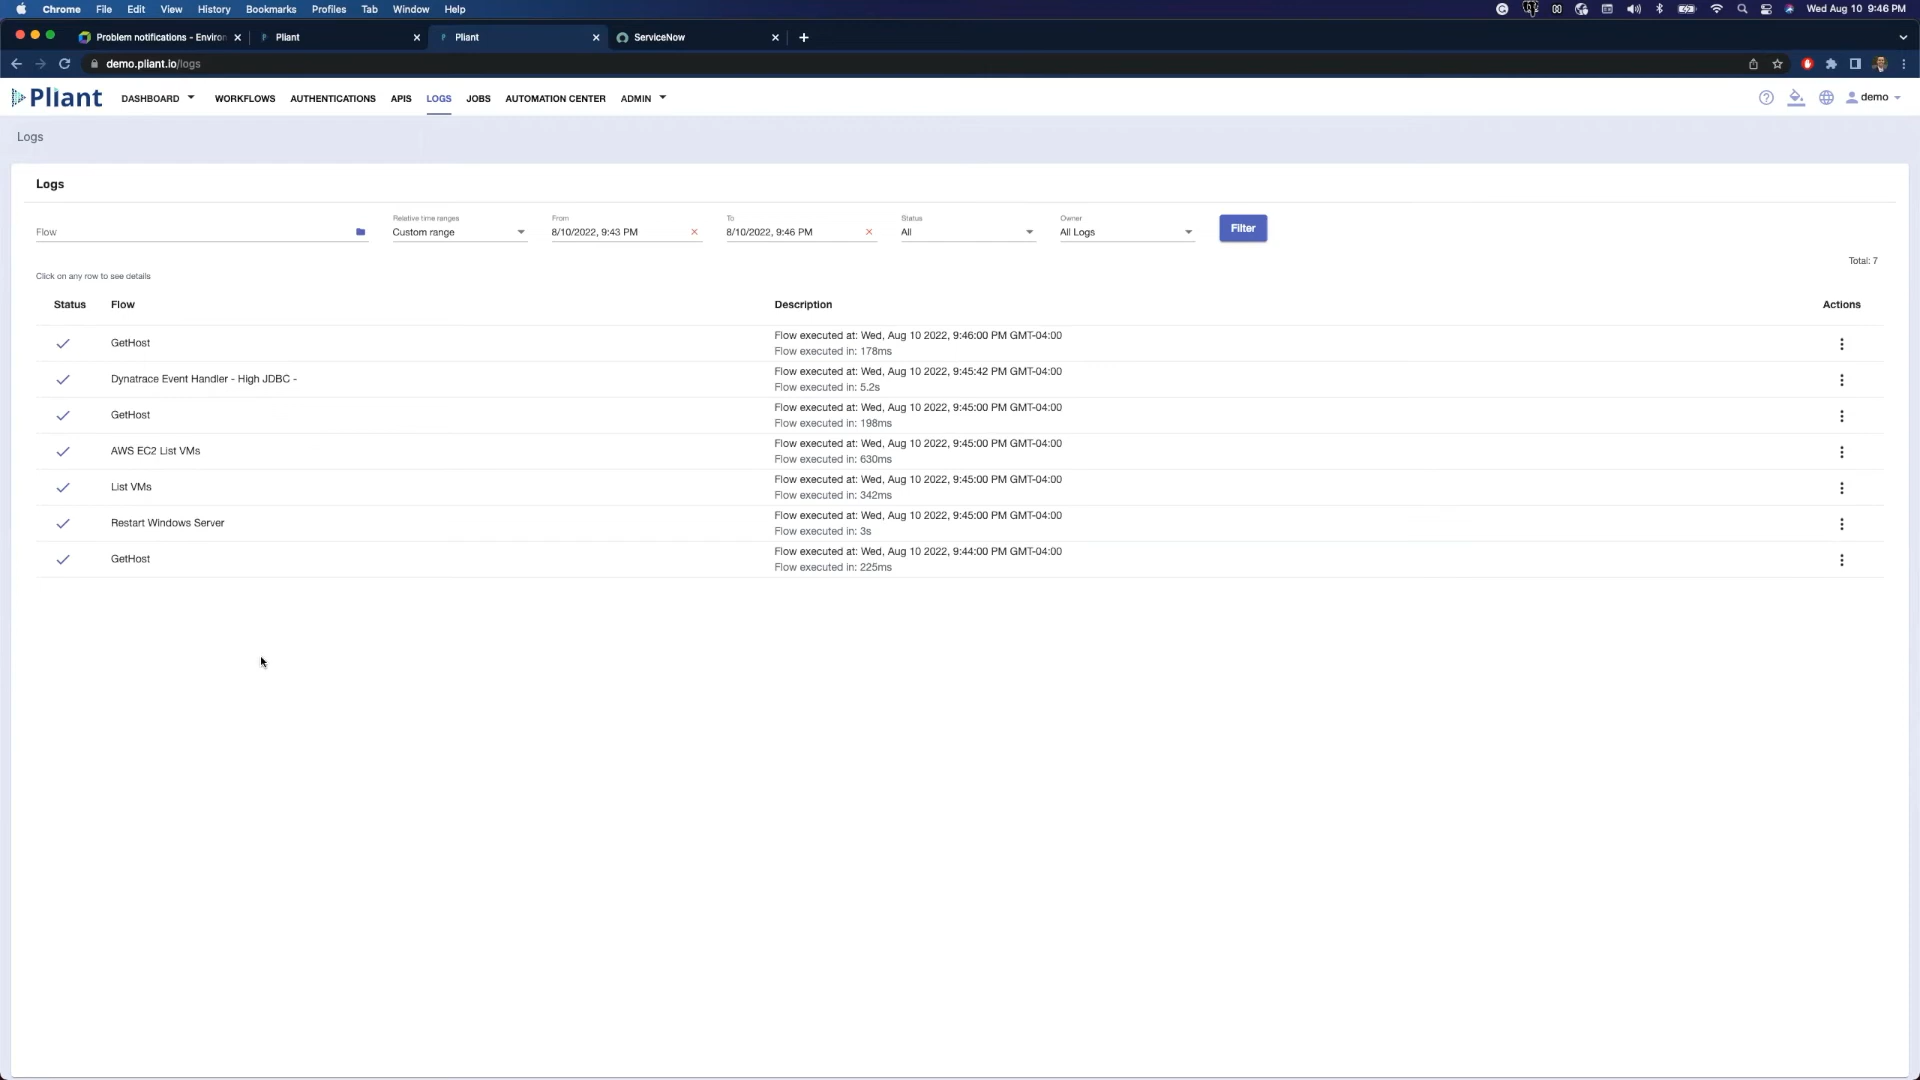 Chrome File Edit View History Bookmarks Profiles Tab Window Help Wed Aug 10 9:46 PM
Problem notifications - Environ Pliant Pliant ServiceNow
demo.pliant.io/logs
Pliant DASHBOARD WORKFLOWS AUTHENTICATIONS APIS LOGS JOBS AUTOMATION CENTER ADMIN demo
Logs
Logs
Relative time ranges From To Status Owner
Flow Custom range 8/10/2022, 9:43 PM 8/10/2022, 9:46 PM All All Logs Filter
Total: 7
Click on any row to see details
Status Flow Description Actions
GetHost Flow executed at: Wed, Aug 10 2022, 9:46:00 PM GMT-04:00
Flow executed in: 178ms
Dynatrace Event Handler - High JDBC - Flow executed at: Wed, Aug 10 2022, 9:45:42 PM GMT-04:00
Flow executed in: 5.2s
GetHost Flow executed at: Wed, Aug 10 2022, 9:45:00 PM GMT-04:00
Flow executed in: 198ms
AWS EC2 List VMs Flow executed at: Wed, Aug 10 2022, 9:45:00 PM GMT-04:00
Flow executed in: 630ms
List VMs Flow executed at: Wed, Aug 10 2022, 9:45:00 PM GMT-04:00
Flow executed in: 342ms
Restart Windows Server Flow executed at: Wed, Aug 10 2022, 9:45:00 PM GMT-04:00
Flow executed in: 3s
GetHost Flow executed at: Wed, Aug 10 2022, 9:44:00 PM GMT-04:00
Flow executed in: 225ms